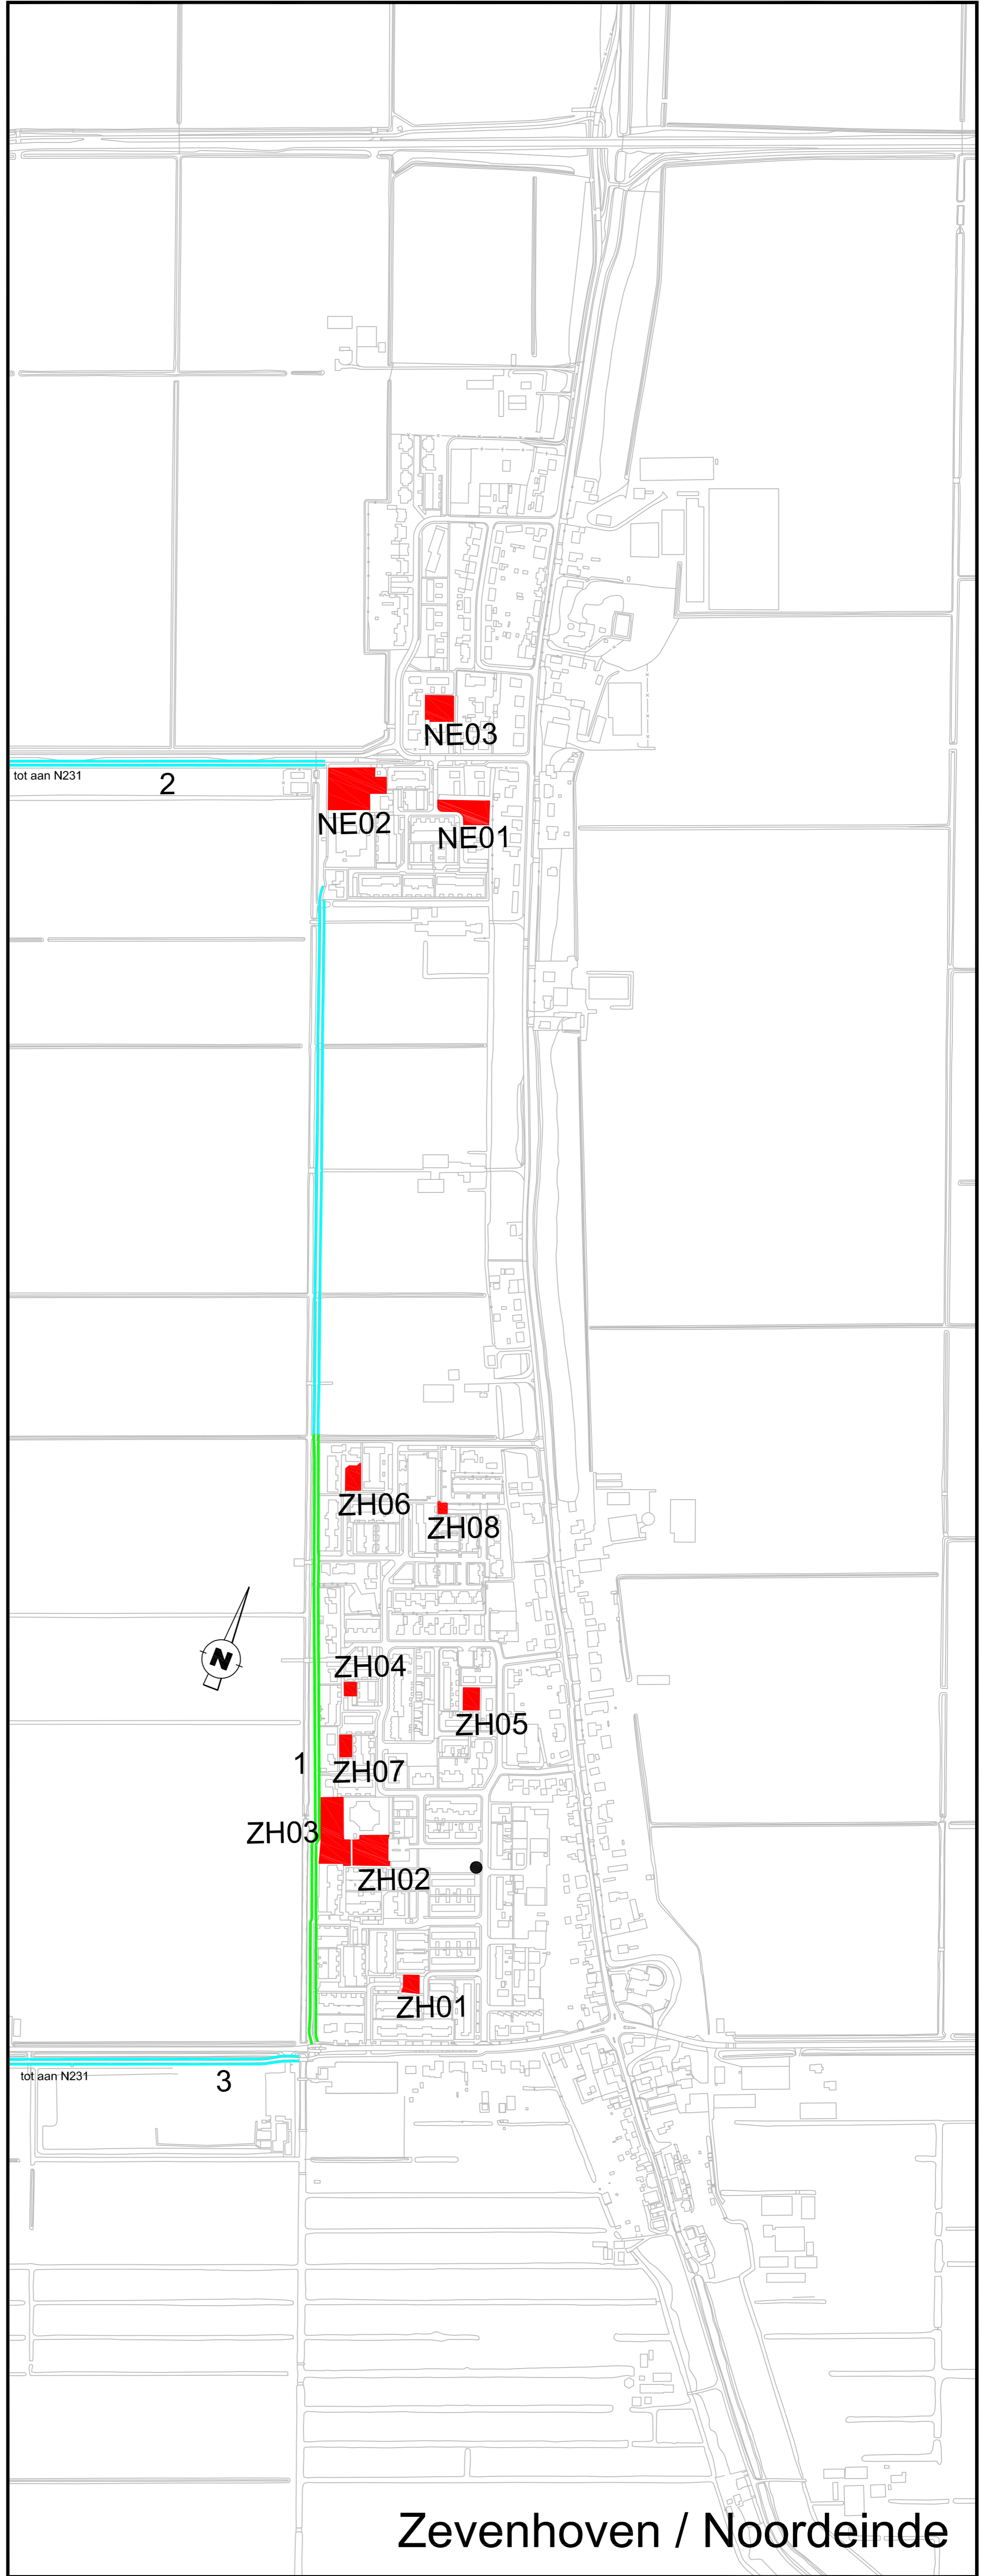 NE03
tot aan N231
2
NE02
NE01
ZH06
ZH08
N
ZH04
ZH05
1
ZH07
ZH03
ZH02
ZH01
tot aan N231
3
Zevenhoven / Noordeinde